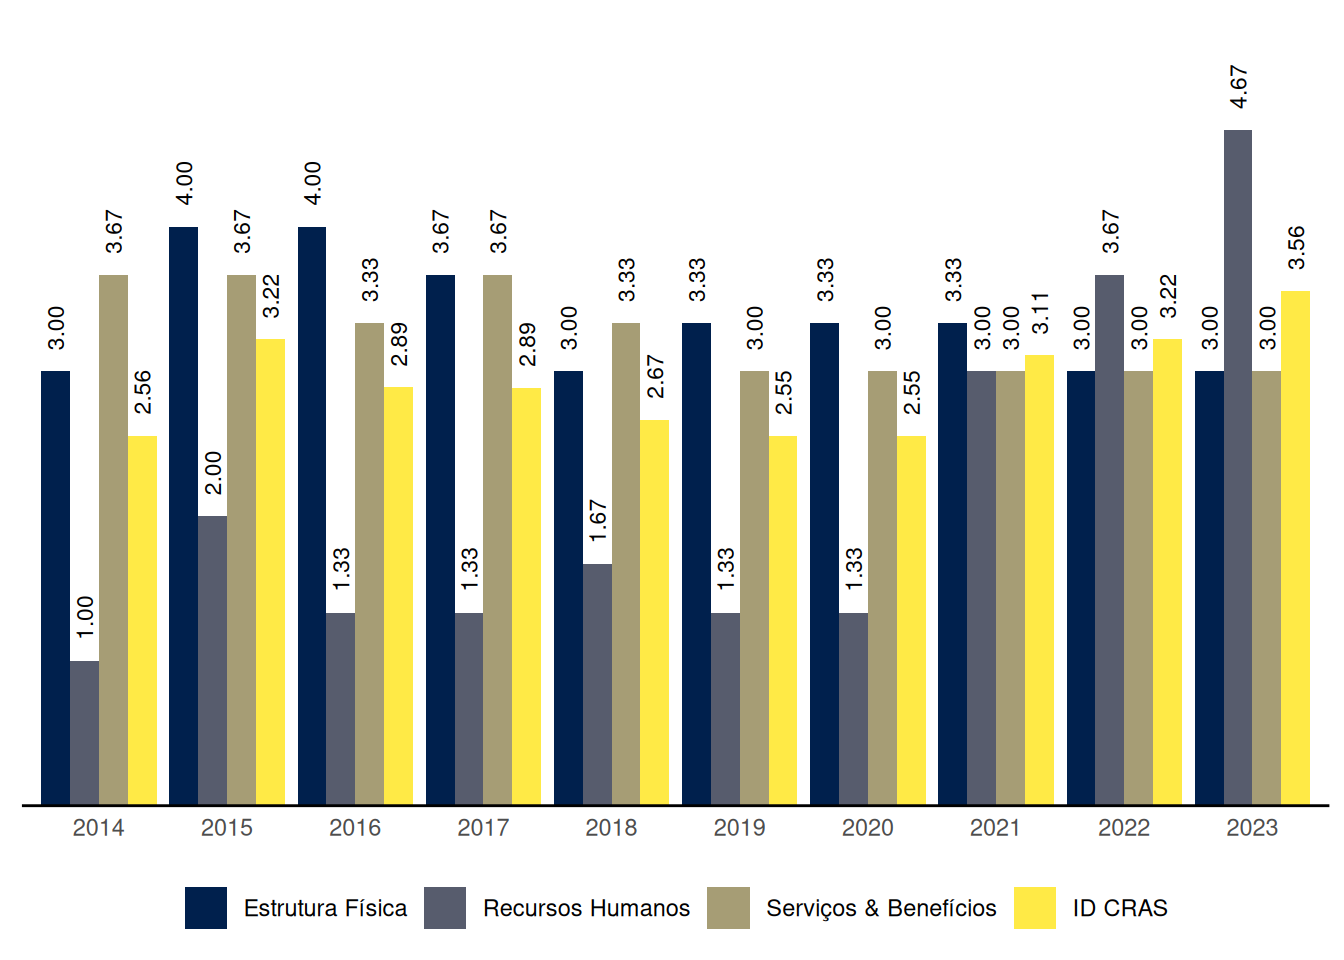 4.67
4.00 4.00
3.00 1.00 3.67 2.56
2.00 3.67 3.22
1.33 3.33 2.89
3.67 1.33 3.67 2.89
3.00 1.67 3.33 2.67
3.33 1.33 3.00 2.55
3.33 1.33 3.00 2.55
3.33 3.00 3.00 3.11
3.00 3.67 3.00 3.22
3.00 3.00 3.56
2014 2015 2016 2017 2018 2019 2020 2021 2022 2023
Estrutura Física Recursos Humanos Serviços & Benefícios ID CRAS